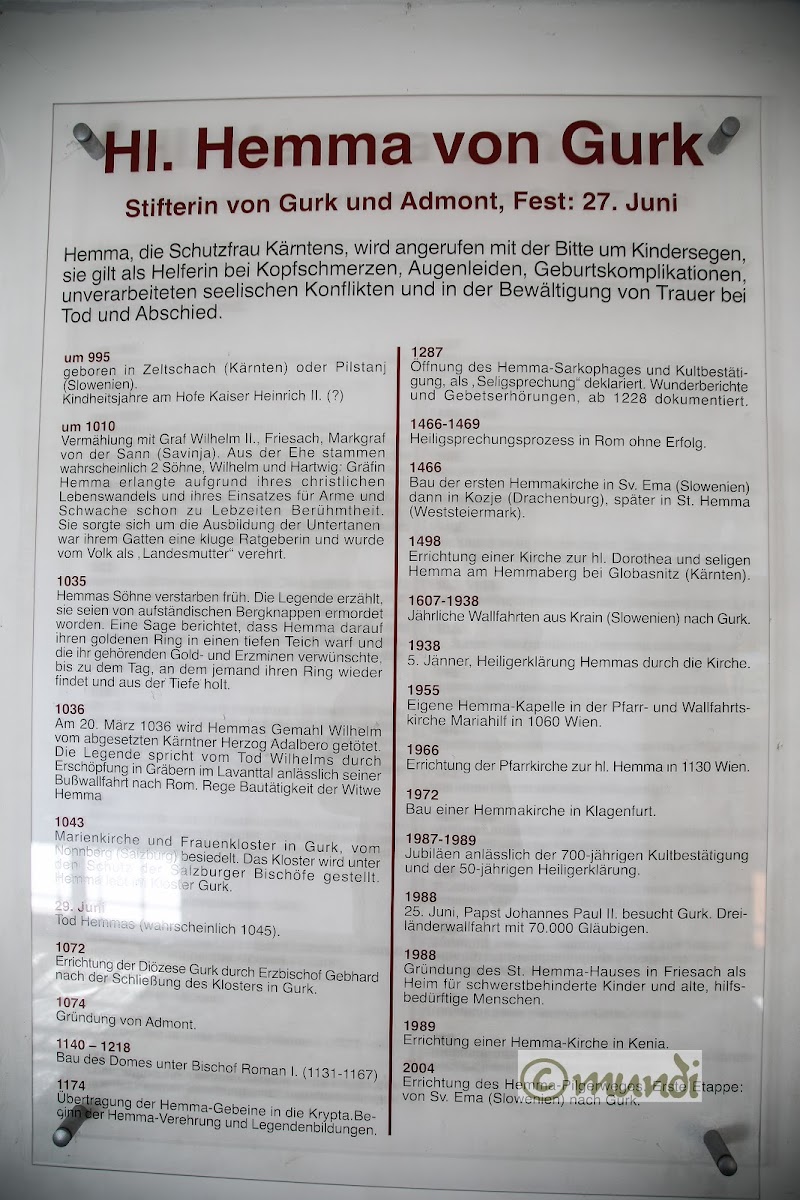 Hl. Hemma von Gurk
Stifterin von Gurk und Admont, Fest: 27. Juni
Hemma, die Schutzfrau Kärntens, wird angerufen mit der Bitte um Kindersegen,
sie gilt als Helferin bei Kopfschmerzen, Augenleiden, Geburtskomplikationen,
unverarbeiteten seelischen Konflikten und in der Bewältigung von Trauer bei
Tod und Abschied.
um 995
geboren in Zeltschach (Kärnten) oder Pilstanj
(Slowenien).
Kindheitsjahre am Hofe Kaiser Heinrich II. (?)
um 1010
Vermählung mit Graf Wilhelm II., Friesach, Markgraf
von der Sann (Savinja). Aus der Ehe stammen
wahrscheinlich 2 Söhne, Wilhelm und Hartwig: Gräfin
Hemma erlangte aufgrund ihres christlichen
Lebenswandels und ihres Einsatzes für Arme und
Schwache schon zu Lebzeiten Berühmtheit.
Sie sorgte sich um die Ausbildung der Untertanen
war ihrem Gatten eine kluge Ratgeberin und wurde
vom Volk als „Landesmutter" verehrt.
1035
Hemmas Söhne verstarben früh. Die Legende erzählt,
sie seien von aufständischen Bergknappen ermordet
worden. Eine Sage berichtet, dass Hemma darauf
ihren goldenen Ring in einen tiefen Teich warf und
die ihr gehörenden Gold- und Erzminen verwünschte,
bis zu dem Tag, an dem jemand ihren Ring wieder
findet und aus der Tiefe holt.
1036
Am 20. März 1036 wird Hemmas Gemahl Wilhelm
vom abgesetzten Kärntner Herzog Adalbero getötet.
Die Legende spricht vom Tod Wilhelms durch
Erschöpfung in Gräbern im Lavanttal anlässlich seiner
Bußwallfahrt nach Rom. Rege Bautätigkeit der Witwe
Hemma
1043
Marienkirche und Frauenkloster in Gurk, vom
Nonnberg (Salzburg) besiedelt. Das Kloster wird unter
den Schutz der Salzburger Bischöfe gestellt.
Hemma lebt im Kloster Gurk.
29. Juni
Tod Hemmas (wahrscheinlich 1045).
1072
Errichtung der Diözese Gurk durch Erzbischof Gebhard
nach der Schließung des Klosters in Gurk.
1074
Gründung von Admont.
1140 – 1218
Bau des Domes unter Bischof Roman I. (1131-1167)
1174
Übertragung der Hemma-Gebeine in die Krypta.Be-
ginn der Hemma-Verehrung und Legendenbildungen.
1287
Öffnung des Hemma-Sarkophages und Kultbestäti-
gung, als „Seligsprechung" deklariert. Wunderberichte
und Gebetserhörungen, ab 1228 dokumentiert.
1466-1469
Heiligsprechungsprozess in Rom ohne Erfolg.
1466
Bau der ersten Hemmakirche in Sv. Ema (Slowenien)
dann in Kozje (Drachenburg), später in St. Hemma
(Weststeiermark).
1498
Errichtung einer Kirche zur hl. Dorothea und seligen
Hemma am Hemmaberg bei Globasnitz (Kärnten).
1607-1938
Jährliche Wallfahrten aus Krain (Slowenien) nach Gurk.
1938
5. Jänner, Heiligerklärung Hemmas durch die Kirche.
1955
Eigene Hemma-Kapelle in der Pfarr- und Wallfahrts-
kirche Mariahilf in 1060 Wien.
1966
Errichtung der Pfarrkirche zur hl. Hemma in 1130 Wien.
1972
Bau einer Hemmakirche in Klagenfurt.
1987-1989
Jubiläen anlässlich der 700-jährigen Kultbestätigung
und der 50-jährigen Heiligerklärung.
1988
25. Juni, Papst Johannes Paul II. besucht Gurk. Drei-
länderwallfahrt mit 70.000 Gläubigen.
1988
Gründung des St. Hemma-Hauses in Friesach als
Heim für schwerstbehinderte Kinder und alte, hilfs-
bedürftige Menschen.
1989
Errichtung einer Hemma-Kirche in Kenia.
2004
Errichtung des Hemma-Pilgerweges. Erste Etappe:
von Sv. Ema (Slowenien) nach Gurk.
©mundi